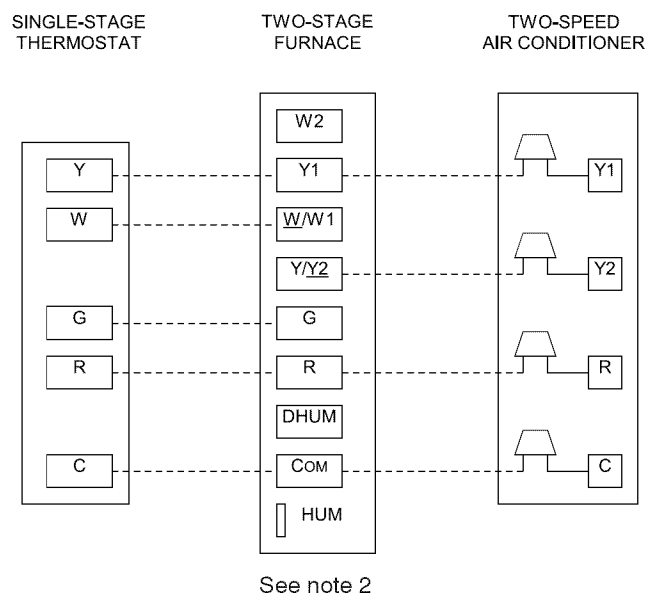 SINGLE-STAGE
THERMOSTAT
TWO-STAGE
FURNACE
TWO-SPEED
AIR CONDITIONER
W2
Y
Y1
Y1
W
W/W1
Y/Y2
Y2
G
G
R
R
R
DHUM
C
COM
C
HUM
See note 2